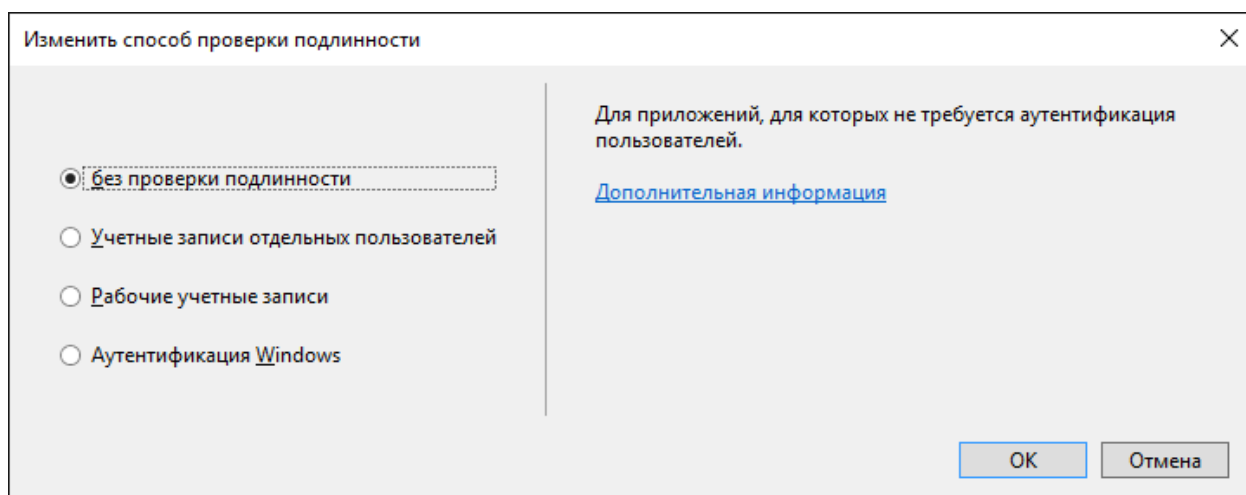 Изменить способ проверки подлинности
без проверки подлинности
Учетные записи отдельных пользователей
Рабочие учетные записи
Аутентификация Windows
Для приложений, для которых не требуется аутентификация
пользователей.
Дополнительная информация
ОК
Отмена